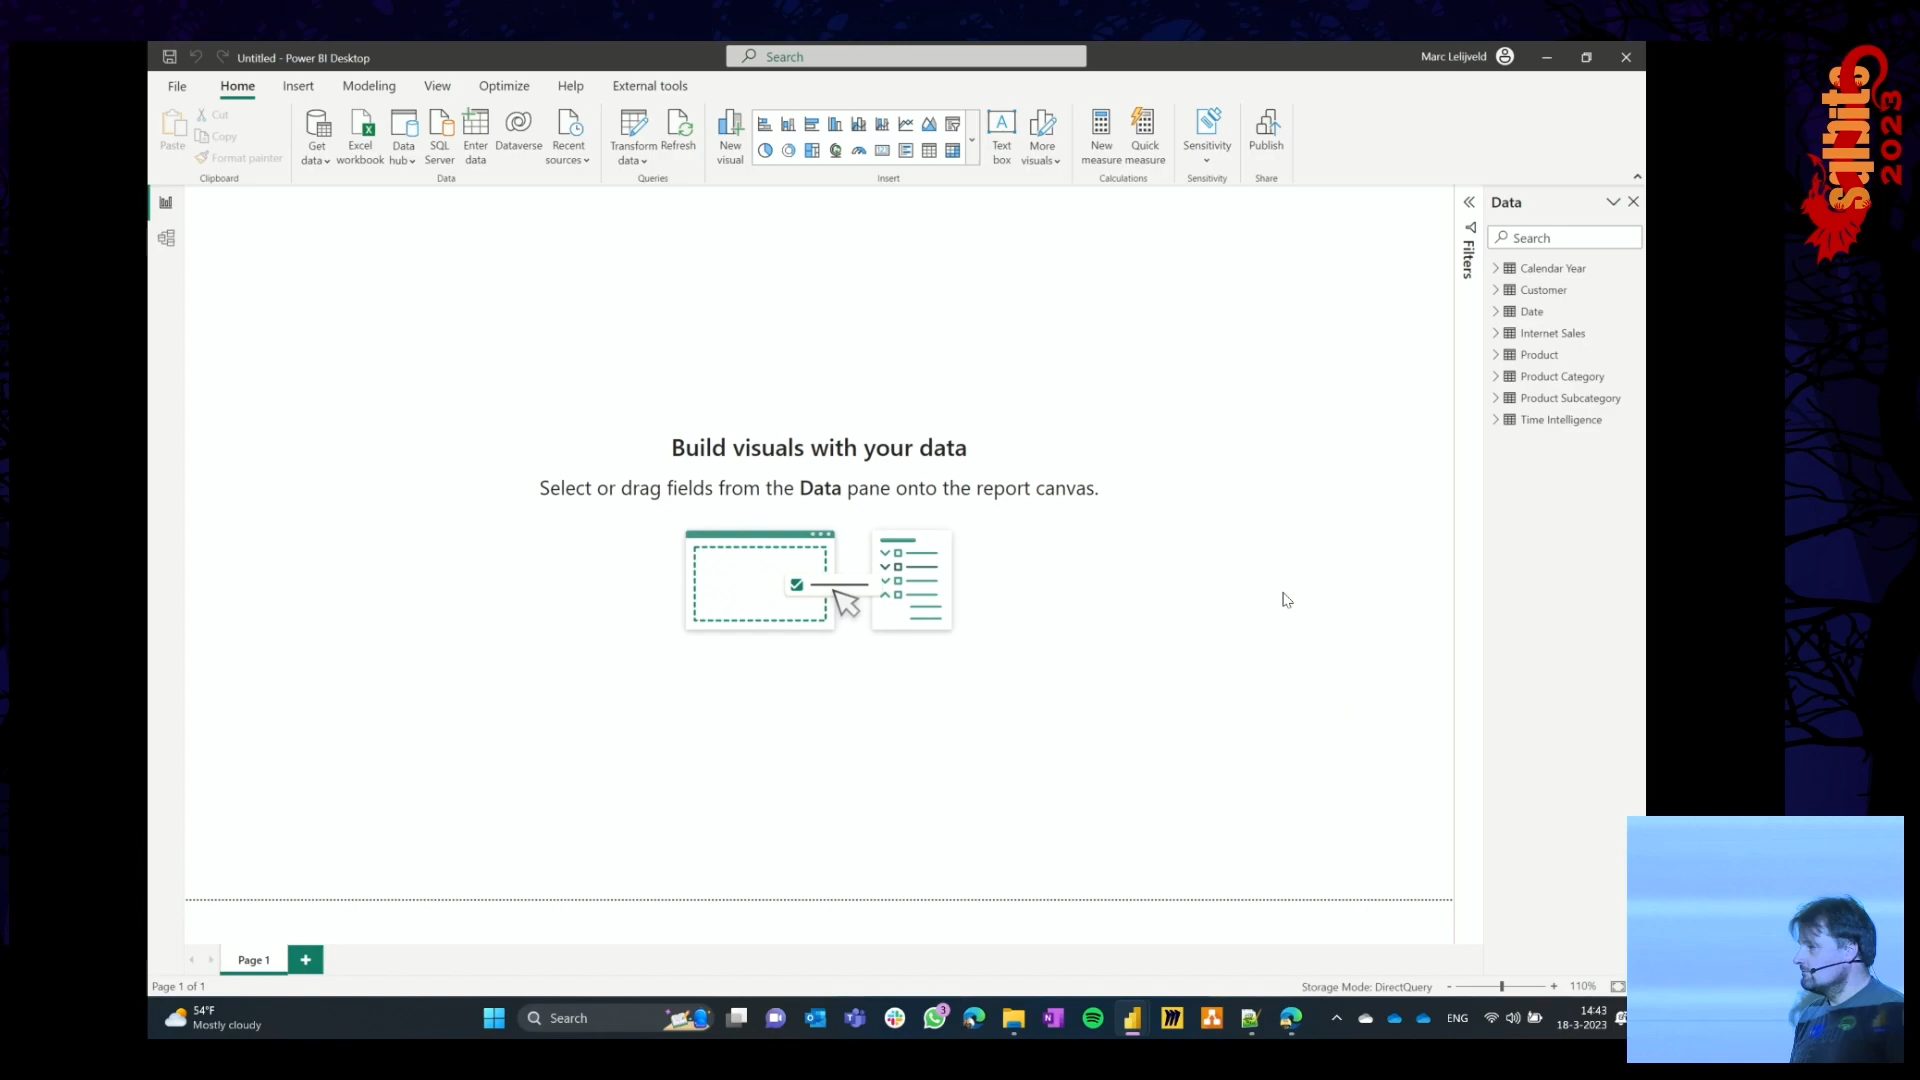 Untitled - Power BI Desktop
Search
Marc Lelijveld
File
Home
Insert
Modeling
View
Optimize
Help
External tools
Paste
Cut
Copy
Format painter
Clipboard
Get data
Excel workbook
Data hub
SQL Server
Enter data
Dataverse
Recent sources
Data
Transform data
Refresh
Queries
New visual
Text box
More visuals
Insert
New measure
Quick measure
Calculations
Sensitivity
Sensitivity
Publish
Share
Filters
Data
Search
Calendar Year
Customer
Date
Internet Sales
Product
Product Category
Product Subcategory
Time Intelligence
Build visuals with your data
Select or drag fields from the Data pane onto the report canvas.
Page 1
Page 1 of 1
Storage Mode: DirectQuery
- + 110%
54°F
Mostly cloudy
Search
3
ENG
14:43
18-3-2023
sqlbits
2023